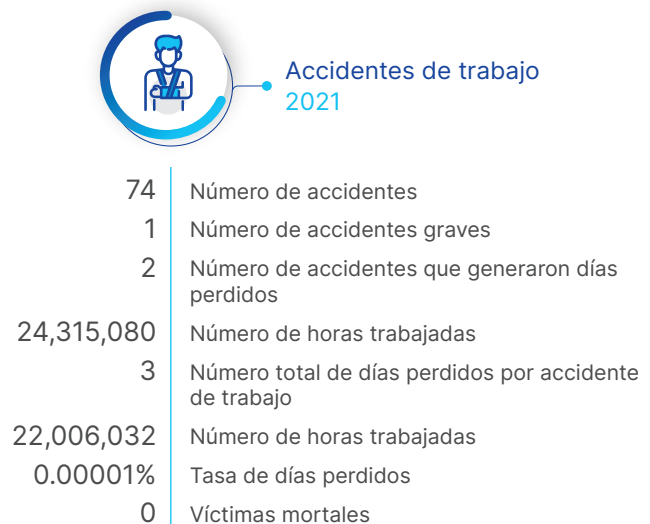 Accidentes de trabajo
2021
74 Número de accidentes
1 Número de accidentes graves
2 Número de accidentes que generaron días
perdidos
24,315,080 Número de horas trabajadas
3 Número total de días perdidos por accidente
de trabajo
22,006,032 Número de horas trabajadas
0.00001% Tasa de días perdidos
0 Víctimas mortales